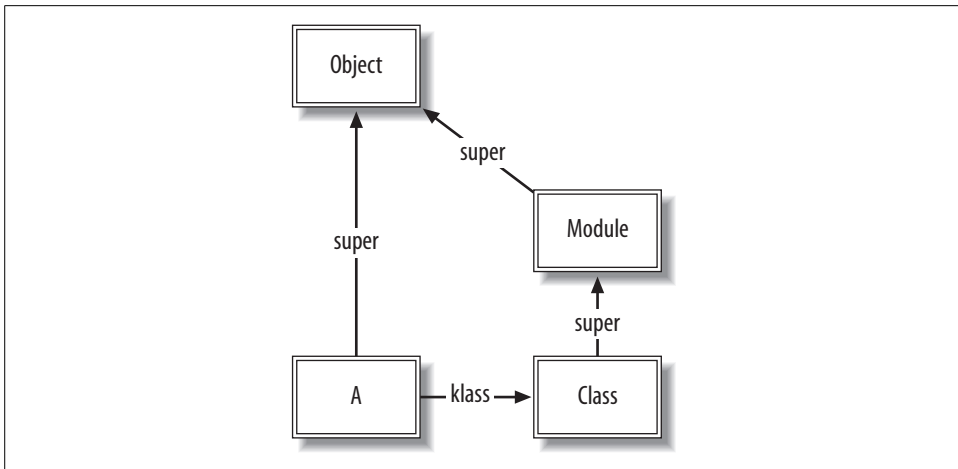 Object
super
Module
super
super
A
klass
Class